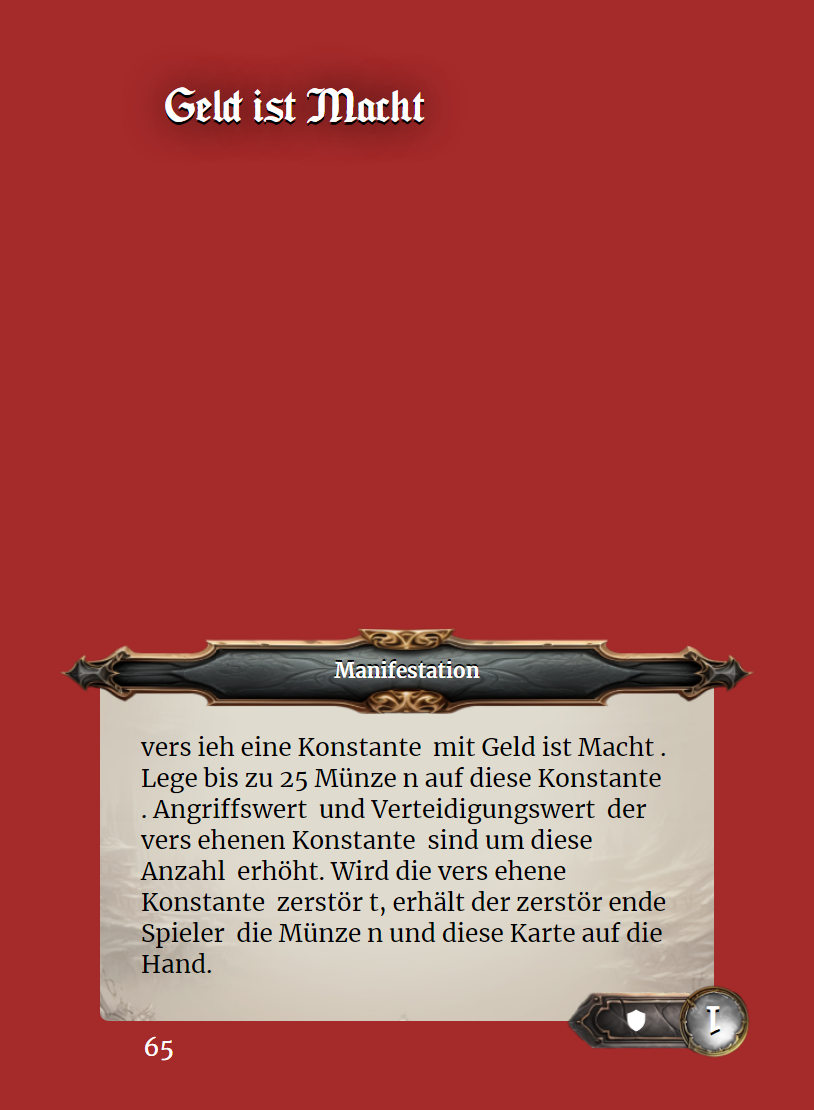 Geld ist Macht
Manifestation
vers ieh eine Konstante  mit Geld ist Macht .
Lege bis zu 25 Münze n auf diese Konstante
. Angriffswert  und Verteidigungswert  der
vers ehenen Konstante  sind um diese
Anzahl  erhöht. Wird die vers ehene
Konstante  zerstör t, erhält der zerstör ende
Spieler  die Münze n und diese Karte auf die
Hand.
1
65